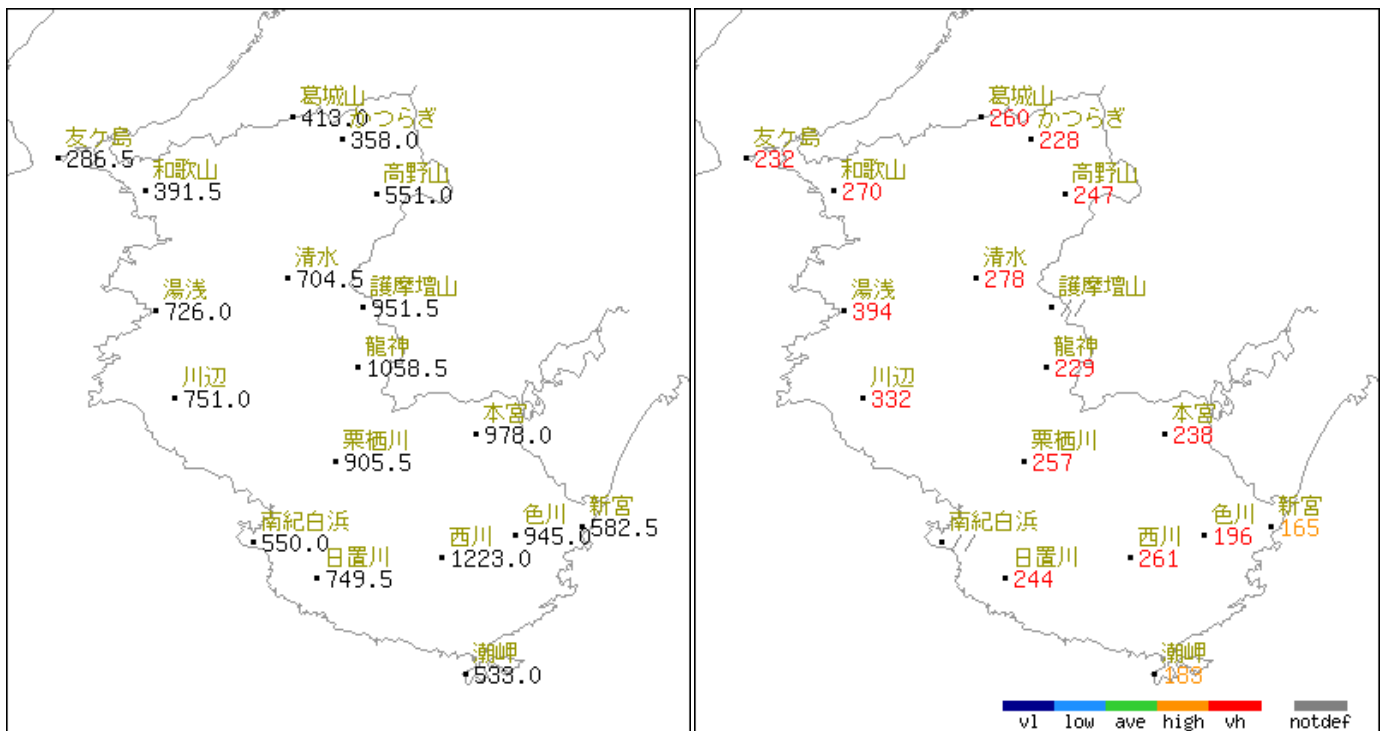 葛城山
413.0
かつらぎ
358.0
友ケ島
286.5
和歌山
391.5
高野山
551.0
清水
704.5
護摩壇山
951.5
湯浅
726.0
龍神
1058.5
川辺
751.0
本宮
978.0
栗栖川
905.5
南紀白浜
550.0
日置川
749.5
西川
1223.0
色川
945.0
新宮
582.5
潮岬
533.0
葛城山
260
かつらぎ
228
友ケ島
232
和歌山
270
高野山
247
清水
278
護摩壇山
//
湯浅
394
龍神
229
川辺
332
本宮
238
栗栖川
257
南紀白浜
//
日置川
244
西川
261
色川
196
新宮
165
潮岬
183
vl low ave high vh notdef